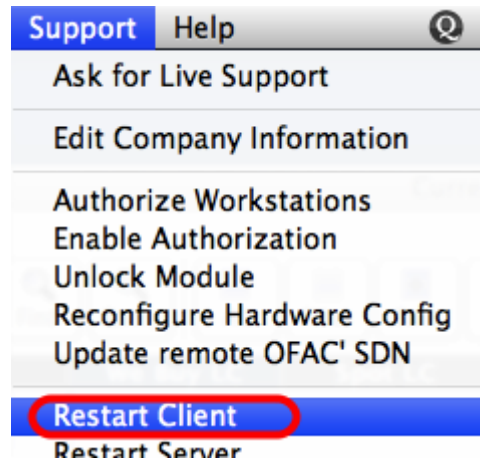 Support Help
Ask for Live Support
Edit Company Information
Authorize Workstations
Enable Authorization
Unlock Module
Reconfigure Hardware Config
Update remote OFAC' SDN
Restart Client
Restart Server